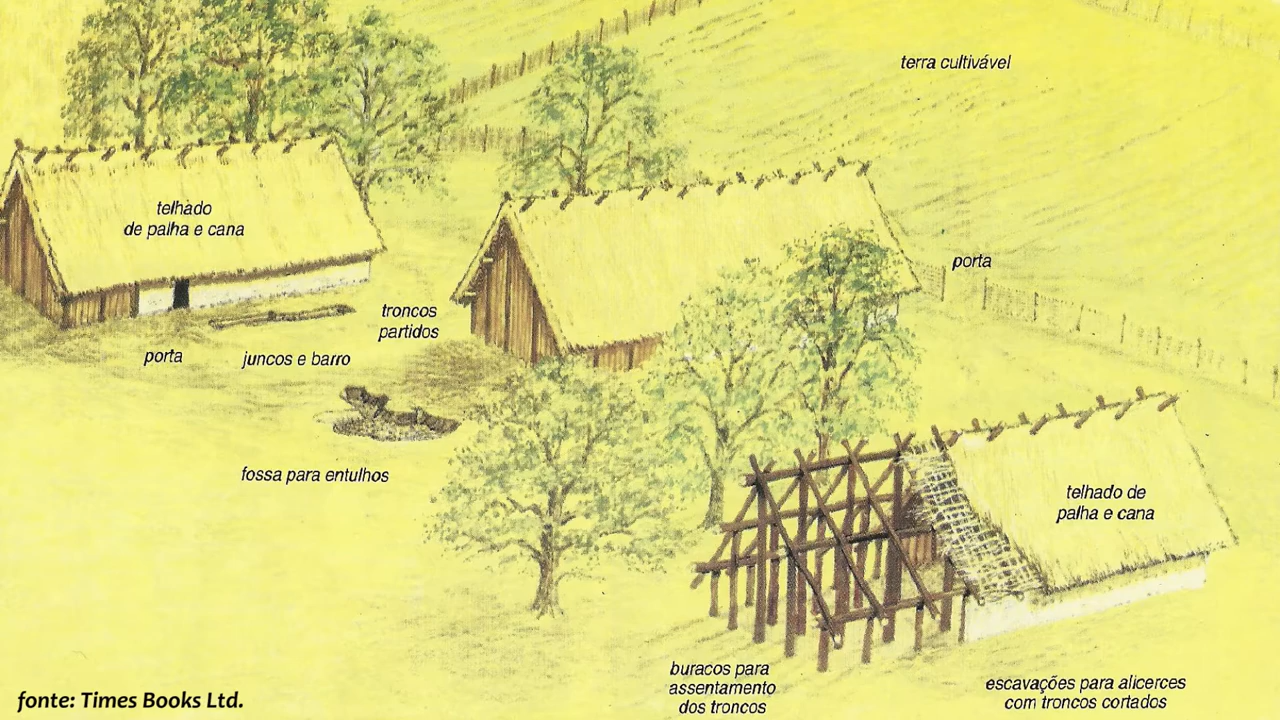 terra cultivável
telhado
de palha e cana
porta
troncos
partidos
porta
juncos e barro
fossa para entulhos
telhado de
palha e cana
buracos para
assentamento
dos troncos
escavações para alicerces
com troncos cortados
fonte: Times Books Ltd.